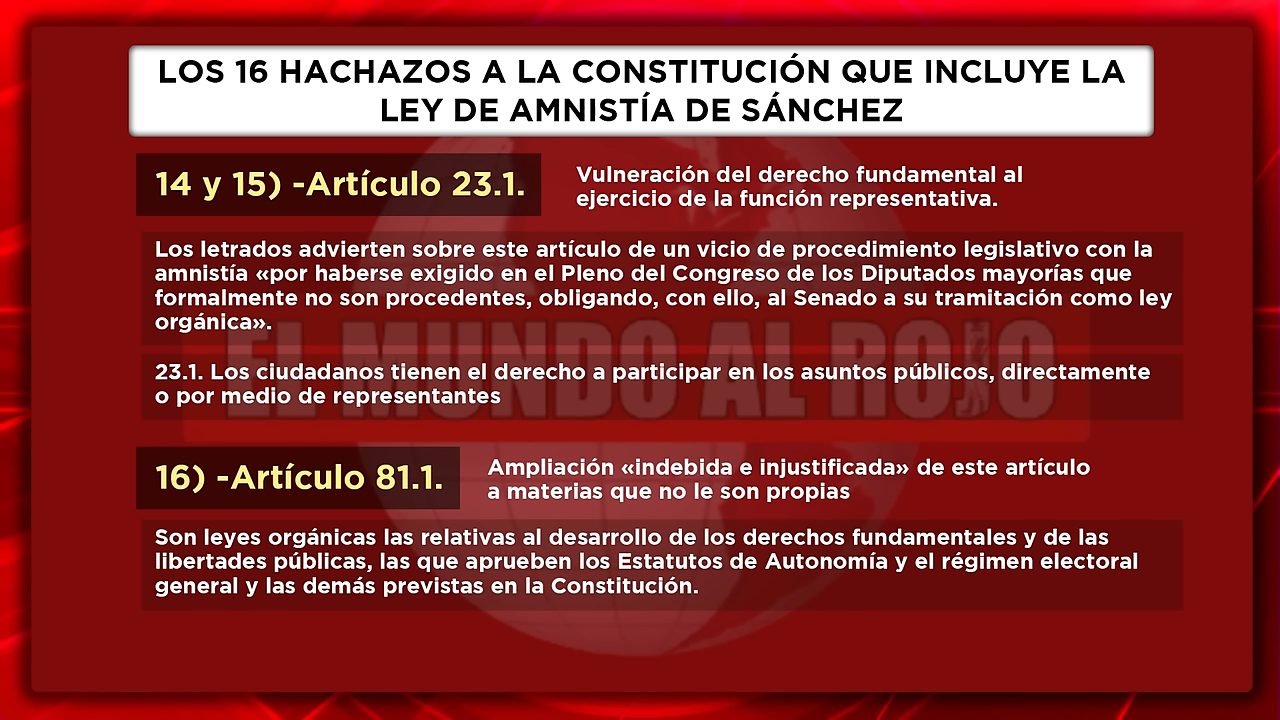 LOS 16 HACHAZOS A LA CONSTITUCIÓN QUE INCLUYE LA
LEY DE AMNISTÍA DE SÁNCHEZ
14 y 15) -Artículo 23.1.
Vulneración del derecho fundamental al
ejercicio de la función representativa.
Los letrados advierten sobre este artículo de un vicio de procedimiento legislativo con la
amnistía «por haberse exigido en el Pleno del Congreso de los Diputados mayorías que
formalmente no son procedentes, obligando, con ello, al Senado a su tramitación como ley
orgánica».
EL MUNDO AL ROJO
23.1. Los ciudadanos tienen el derecho a participar en los asuntos públicos, directamente
o por medio de representantes
16) -Artículo 81.1.
Ampliación «indebida e injustificada» de este artículo
a materias que no le son propias
Son leyes orgánicas las relativas al desarrollo de los derechos fundamentales y de las
libertades públicas, las que aprueben los Estatutos de Autonomía y el régimen electoral
general y las demás previstas en la Constitución.